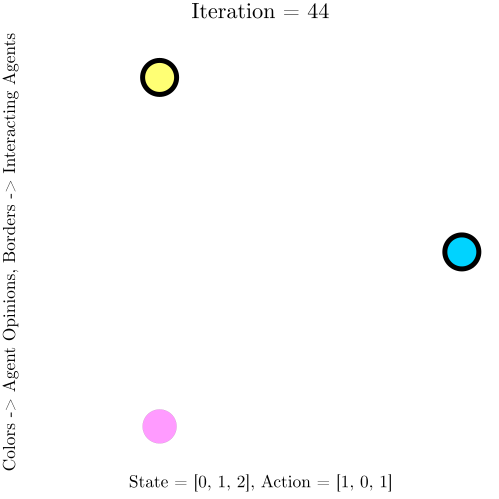 Iteration = 44
Colors -> Agent Opinions, Borders -> Interacting Agents
State = [0, 1, 2], Action = [1, 0, 1]